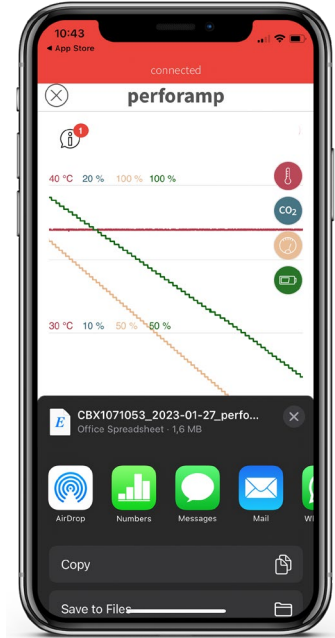 10:43
App Store
connected
perforamp
1
40 °C 20 % 100 % 100 %
CO2
30 °C 10 % 50 % 50 %
E
CBX1071053_2023-01-27_perfo...
Office Spreadsheet · 1,6 MB
AirDrop Numbers Messages Mail W
Copy
Save to Files